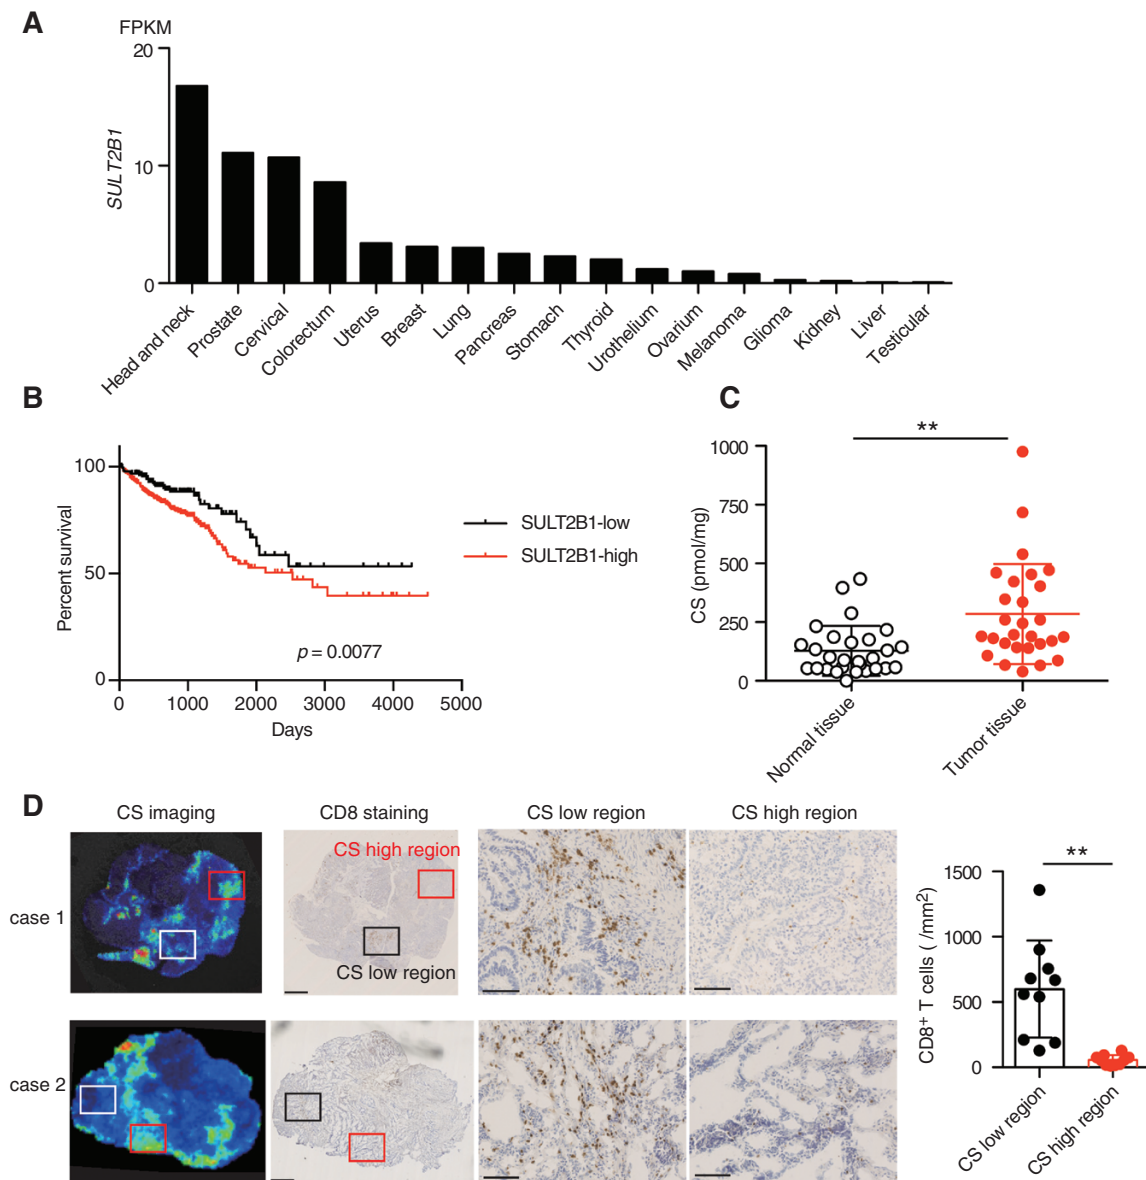 A
FPKM
20
10
0
SULT2B1
Head and neck
Prostate
Cervical
Colorectum
Uterus
Breast
Lung
Pancreas
Stomach
Thyroid
Urothelium
Ovarium
Melanoma
Glioma
Kidney
Liver
Testicular
B
100
50
0
Percent survival
0 1000 2000 3000 4000 5000
Days
p = 0.0077
SULT2B1-low
SULT2B1-high
C
**
1000
750
500
250
0
CS (pmol/mg)
Normal tissue
Tumor tissue
D
CS imaging
CD8 staining
CS low region
CS high region
case 1
CS high region
CS low region
case 2
**
1500
1000
500
0
CD8+ T cells ( /mm2)
CS low region
CS high region